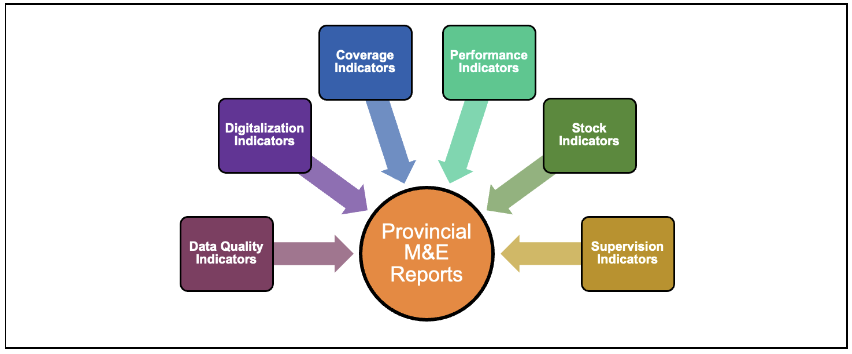 Coverage
Indicators
Performance
Indicators
Digitalization
Indicators
Stock
Indicators
Data Quality
Indicators
Provincial
M&E
Reports
Supervision
Indicators